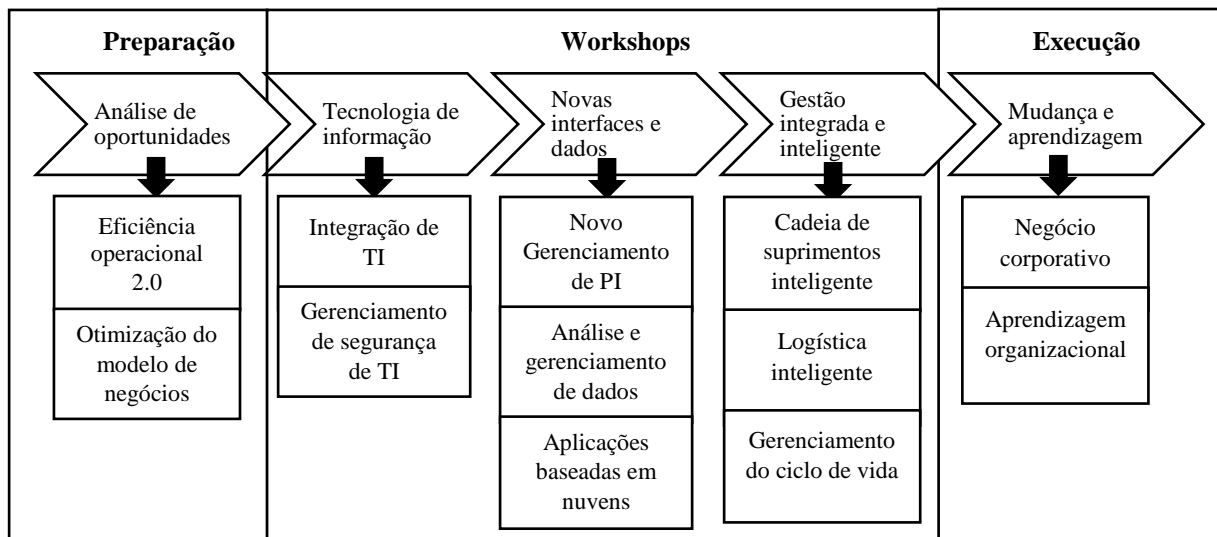 Preparação
Workshops
Execução
Análise de
oportunidades
Tecnologia de
informação
Novas
interfaces e
dados
Gestão
integrada e
inteligente
Mudança e
aprendizagem
Eficiência
operacional
2.0
Otimização do
modelo de
negócios
Integração de
TI
Gerenciamento
de segurança
de TI
Novo
Gerenciamento
de PI
Análise e
gerenciamento
de dados
Aplicações
baseadas em
nuvens
Cadeia de
suprimentos
inteligente
Logística
inteligente
Gerenciamento
do ciclo de vida
Negócio
corporativo
Aprendizagem
organizacional